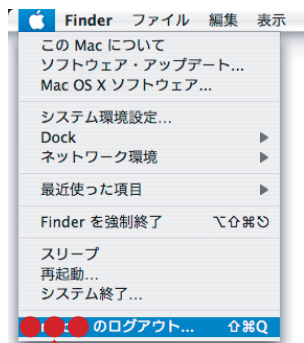 Finder ファイル 編集 表示
この Mac について
ソフトウェア・アップデート...
Mac OS X ソフトウェア...
システム環境設定...
Dock
ネットワーク環境
最近使った項目
Finder を強制終了 ⌥⇧⌘⎋
スリープ
再起動...
システム終了...
のログアウト... ⇧⌘Q